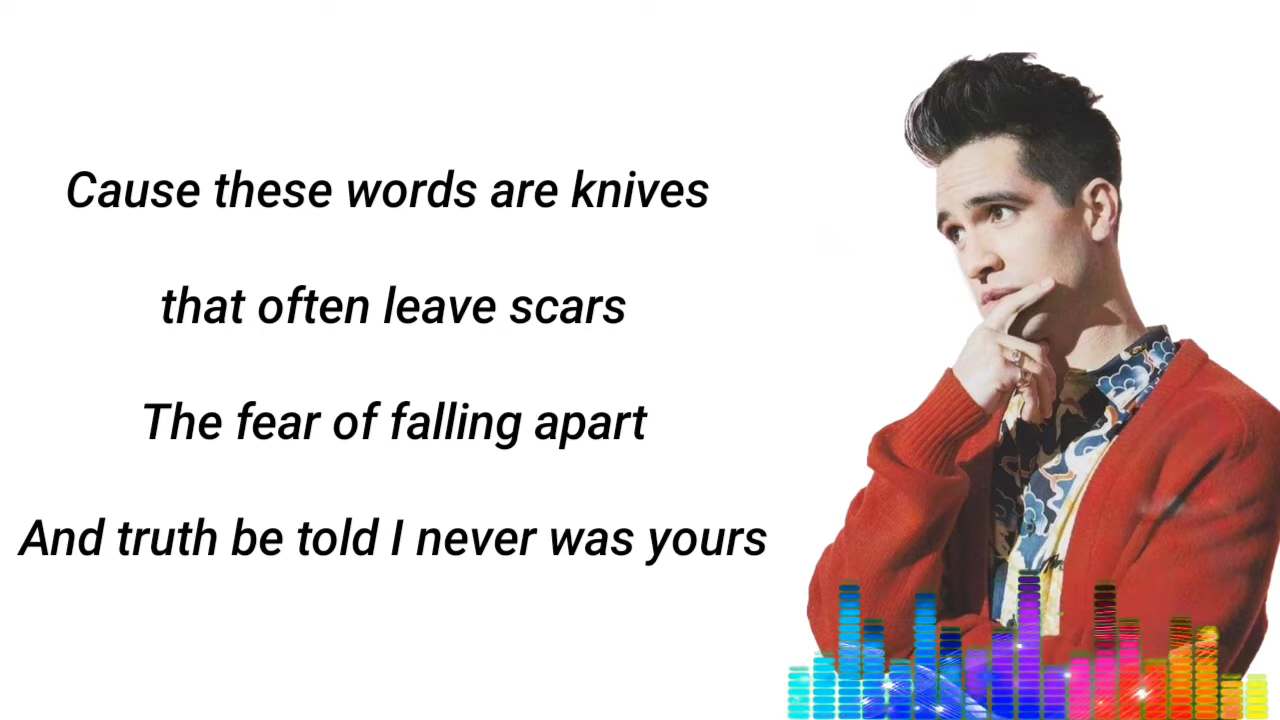 Cause these words are knives
that often leave scars
The fear of falling apart
And truth be told I never was yours